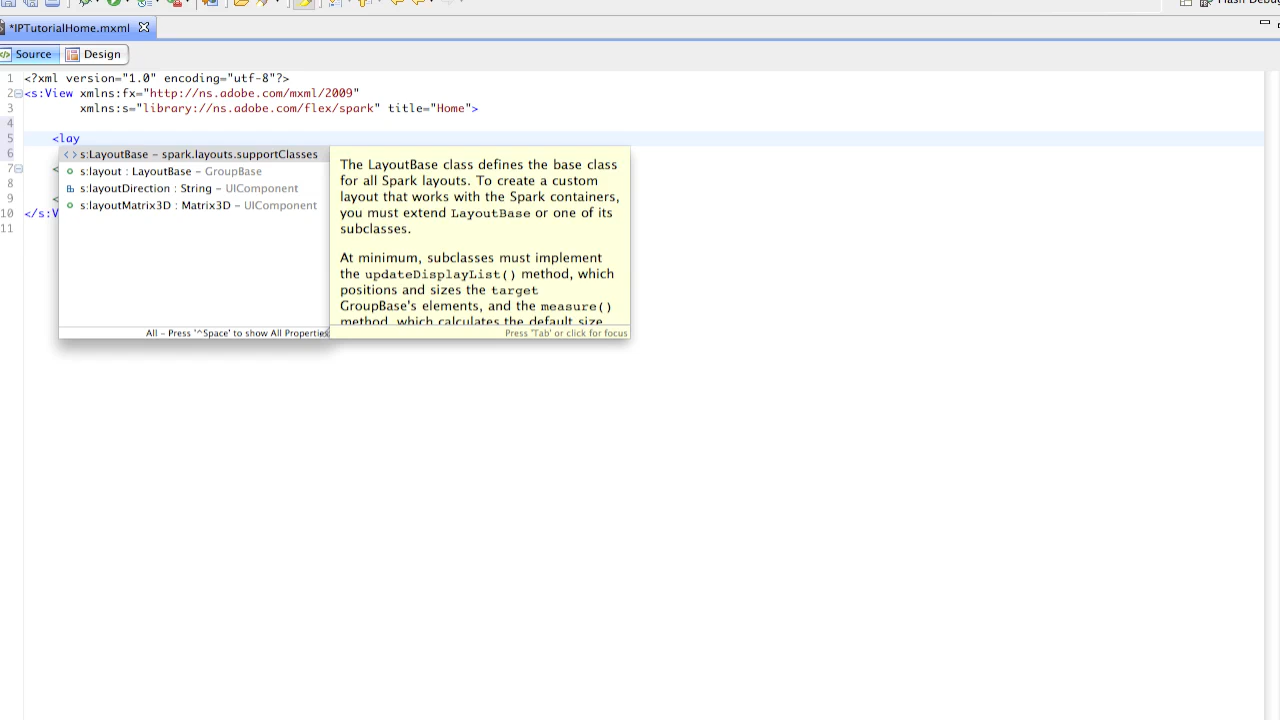 *IPTutorialHome.mxml
Source
Design
1 <?xml version="1.0" encoding="utf-8"?>
2 <s:View xmlns:fx="http://ns.adobe.com/mxml/2009"
3 xmlns:s="library://ns.adobe.com/flex/spark" title="Home">
4
5 <lay
6
7 <
8
9 <
10 </s:V
11
s:LayoutBase – spark.layouts.supportClasses
s:layout : LayoutBase – GroupBase
s:layoutDirection : String – UIComponent
s:layoutMatrix3D : Matrix3D – UIComponent
All – Press '^Space' to show All Properties
The LayoutBase class defines the base class
for all Spark layouts. To create a custom
layout that works with the Spark containers,
you must extend LayoutBase or one of its
subclasses.
At minimum, subclasses must implement
the updateDisplayList() method, which
positions and sizes the target
GroupBase's elements, and the measure()
method, which calculates the default size
Press 'Tab' or click for focus